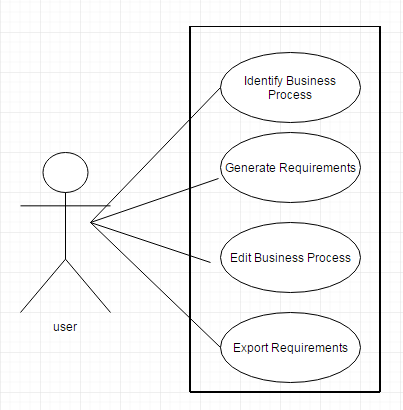 Identify Business
Process
Generate Requirements
Edit Business Process
user
Export Requirements